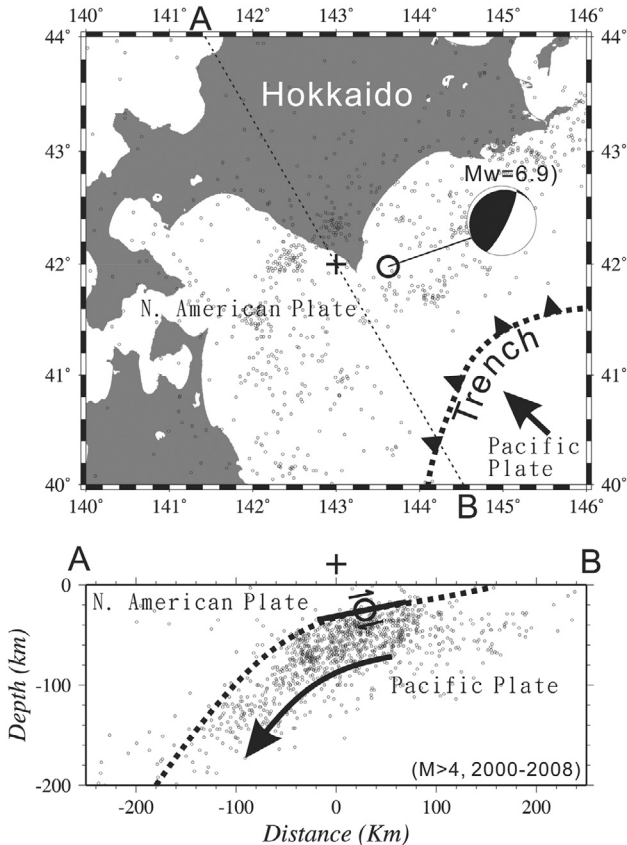 A
140° 141° 142° 143° 144° 145° 146°
44° 44°
Hokkaido
43° 43°
Mw=6.9)
42° 42°
N. American Plate
Trench
41° 41°
Pacific
Plate
40° 40°
140° 141° 142° 143° 144° 145° 146°
B
A B
0
N. American Plate
Depth (km)
-100
Pacific Plate
(M>4, 2000-2008)
-200
-200 -100 0 100 200
Distance (Km)